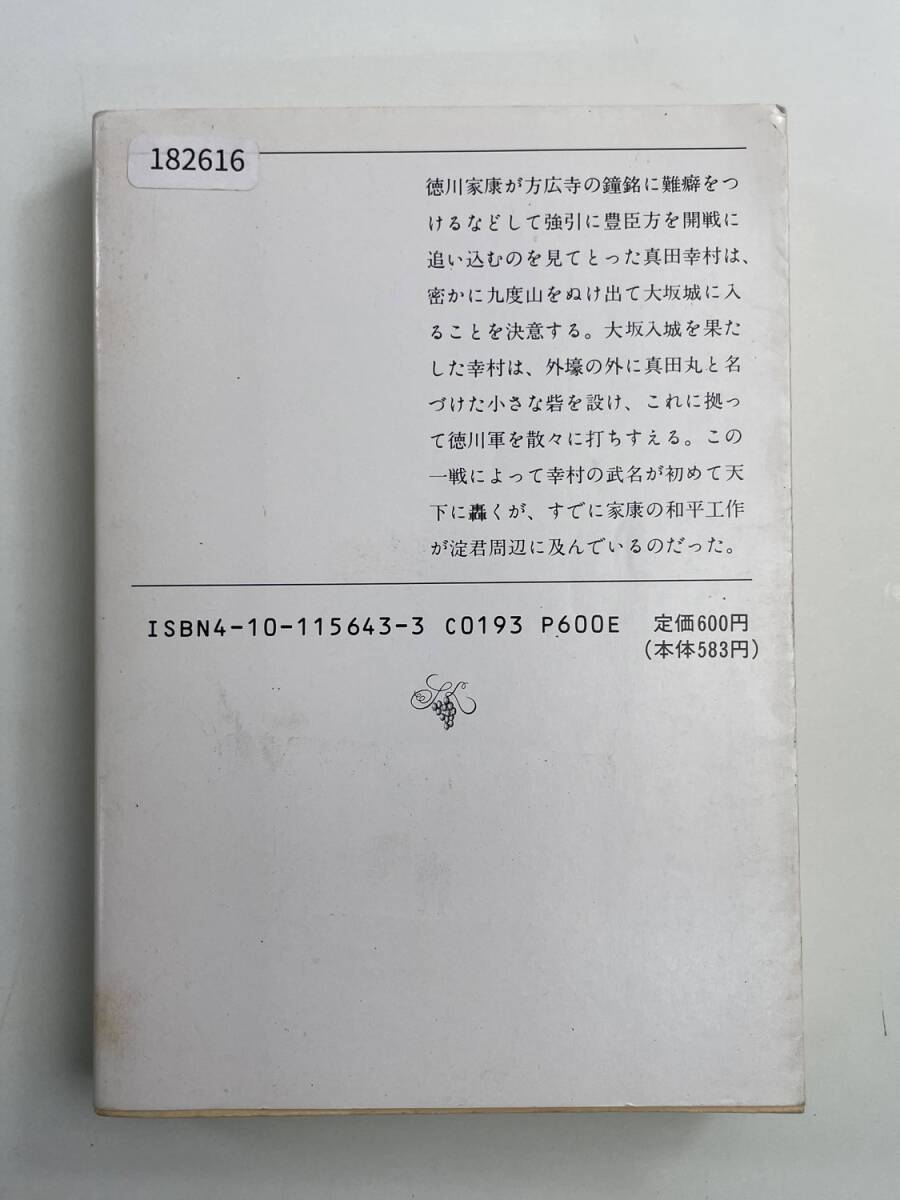 182616
徳川家康が方広寺の鐘銘に難癖をつ
けるなどして強引に豊臣方を開戦に
追い込むのを見てとった真田幸村は、
密かに九度山をぬけ出て大坂城に入
ることを決意する。大坂入城を果た
した幸村は、外壕の外に真田丸と名
づけた小さな砦を設け、これに拠っ
て徳川軍を散々に打ちすえる。この
一戦によって幸村の武名が初めて天
下に轟くが、すでに家康の和平工作
が淀君周辺に及んでいるのだった。
ISBN4-10-115643-3 C0193 P600E 定価600円
(本体583円)